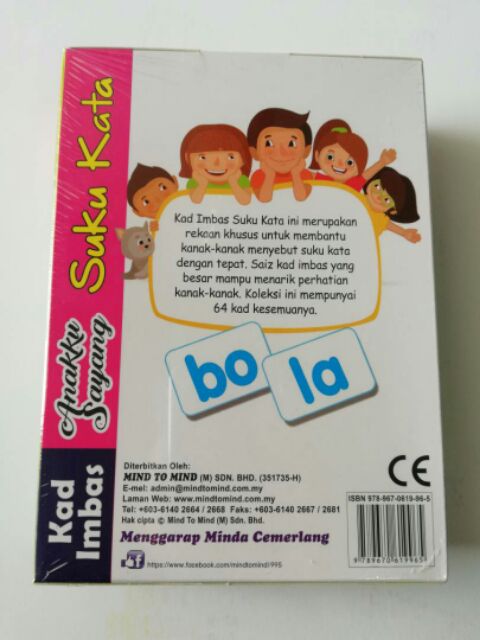 Kad Imbas
Anakku Sayang
Suku Kata
Kad Imbas Suku Kata ini merupakan
rekaan khusus untuk membantu
kanak-kanak menyebut suku kata
dengan tepat. Saiz kad imbas yang
besar mampu menarik perhatian
kanak-kanak. Koleksi ini mempunyai
64 kad kesemuanya.
bo
la
Diterbitkan Oleh:
MIND TO MIND (M) SDN. BHD. (351735-H)
E-mel: admin@mindtomind.com.my
Laman Web: www.mindtomind.com.my
Tel: +603-6140 2664 / 2668 Faks: +603-6140 2667 / 2681
Hak cipta © Mind To Mind (M) Sdn. Bhd.
Menggarap Minda Cemerlang
https://www.facebook.com/mindtomind1995
CE
ISBN 978-967-0619-96-5
9 789670 619965